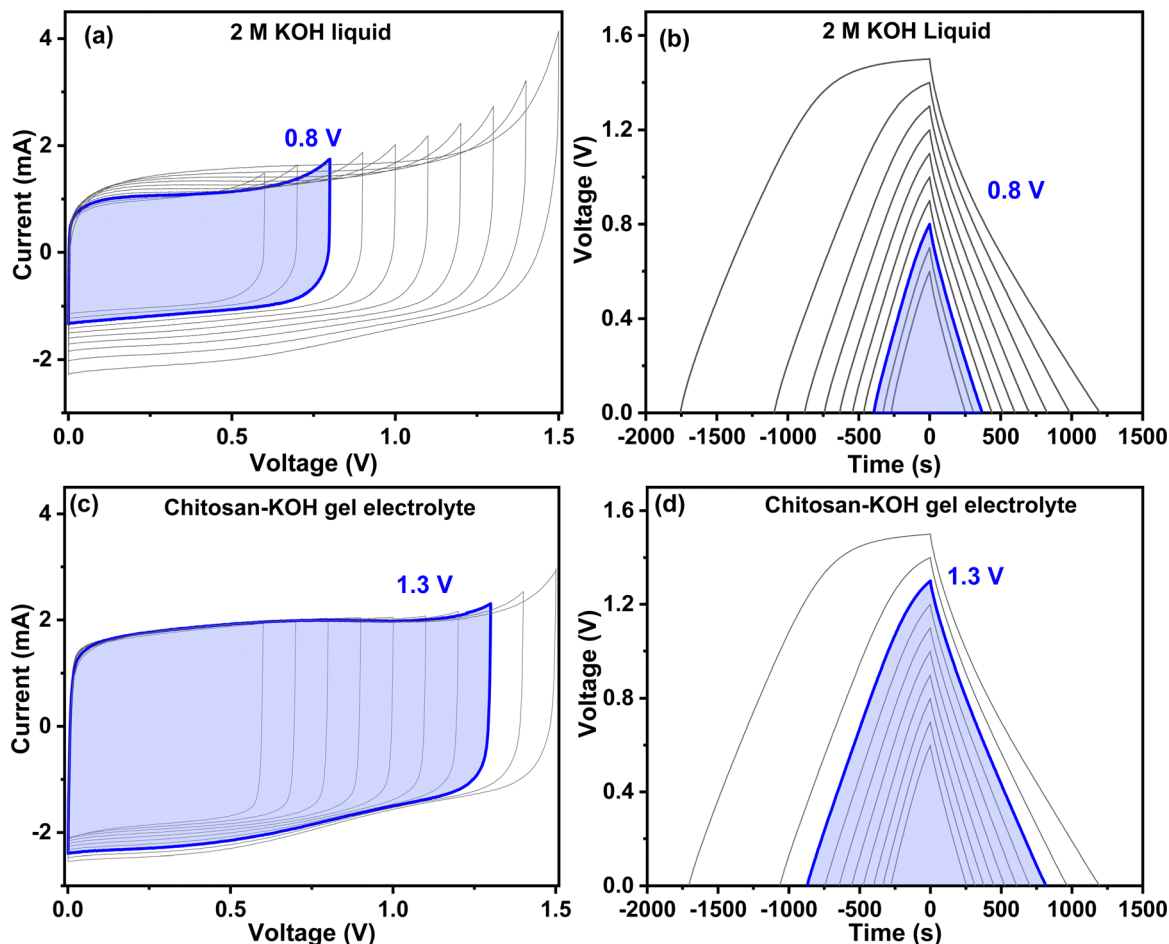 (a)
2 M KOH liquid
0.8 V
Current (mA)
4
2
0
-2
0.0 0.5 1.0 1.5
Voltage (V)
(b)
2 M KOH Liquid
0.8 V
Voltage (V)
1.6
1.2
0.8
0.4
0.0
-2000 -1500 -1000 -500 0 500 1000 1500
Time (s)
(c)
Chitosan-KOH gel electrolyte
1.3 V
Current (mA)
4
2
0
-2
0.0 0.5 1.0 1.5
Voltage (V)
(d)
Chitosan-KOH gel electrolyte
1.3 V
Voltage (V)
1.6
1.2
0.8
0.4
0.0
-2000 -1500 -1000 -500 0 500 1000 1500
Time (s)